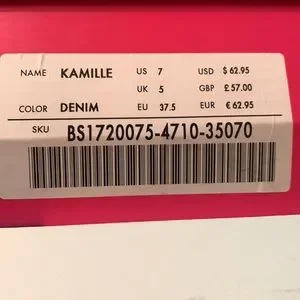 NAME KAMILLE US 7 USD $ 62.95
UK 5 GBP £ 57.00
COLOR DENIM EU 37.5 EUR € 62.95
SKU BS1720075-4710-35070